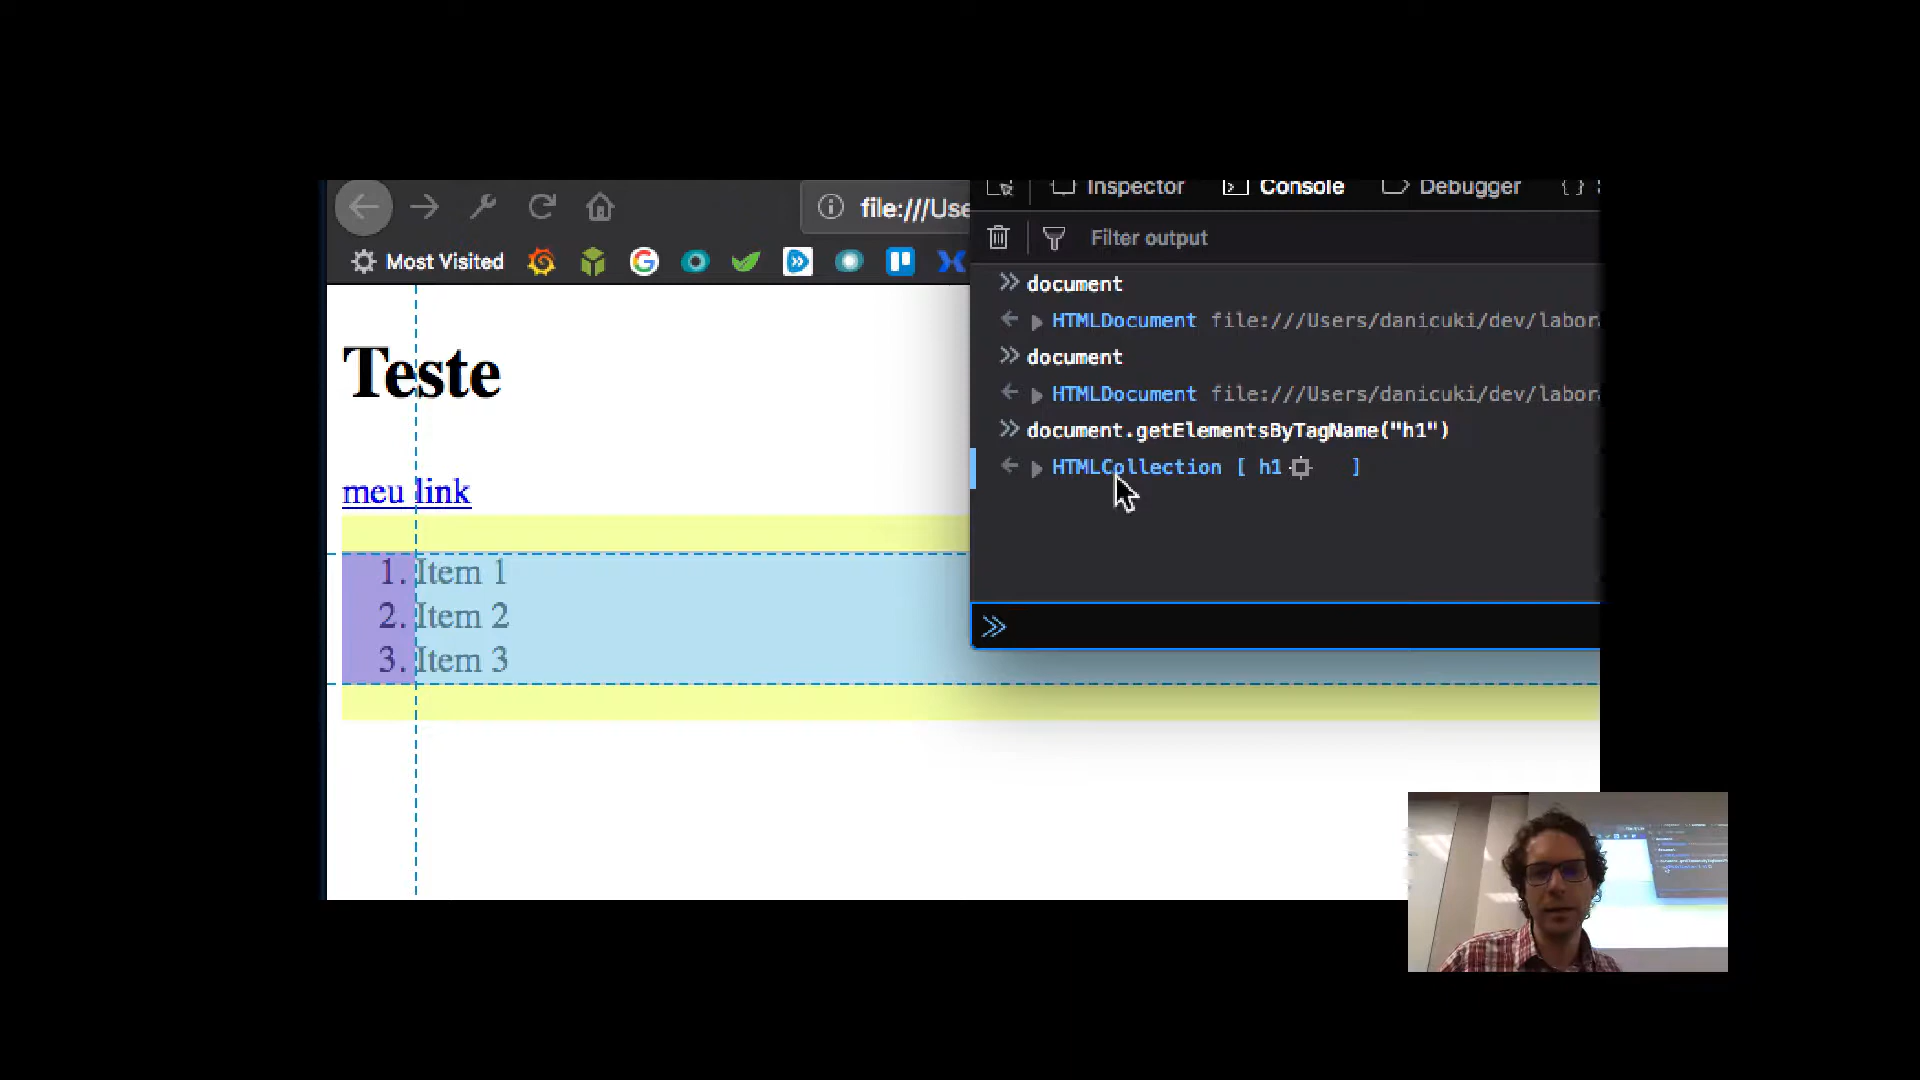 file:///Use
Most Visited
Teste
meu link
1. Item 1
2. Item 2
3. Item 3
Inspector
Console
Debugger
{ }
Filter output
>> document
HTMLDocument file:///Users/danicuki/dev/labor
>> document
HTMLDocument file:///Users/danicuki/dev/labor
>> document.getElementsByTagName("h1")
HTMLCollection [ h1 ]
>>